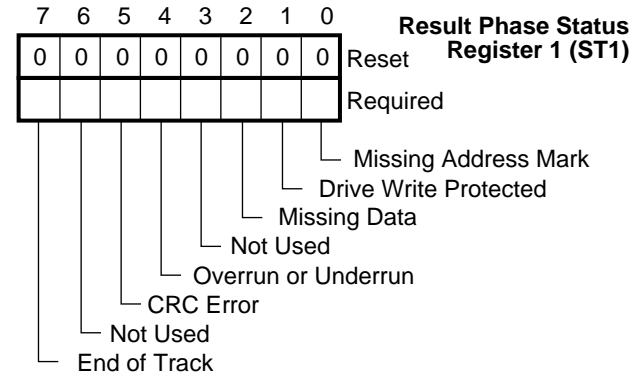 7 6 5 4 3 2 1 0
Result Phase Status
Register 1 (ST1)
0 0 0 0 0 0 0 0 Reset
Required
Missing Address Mark
Drive Write Protected
Missing Data
Not Used
Overrun or Underrun
CRC Error
Not Used
End of Track